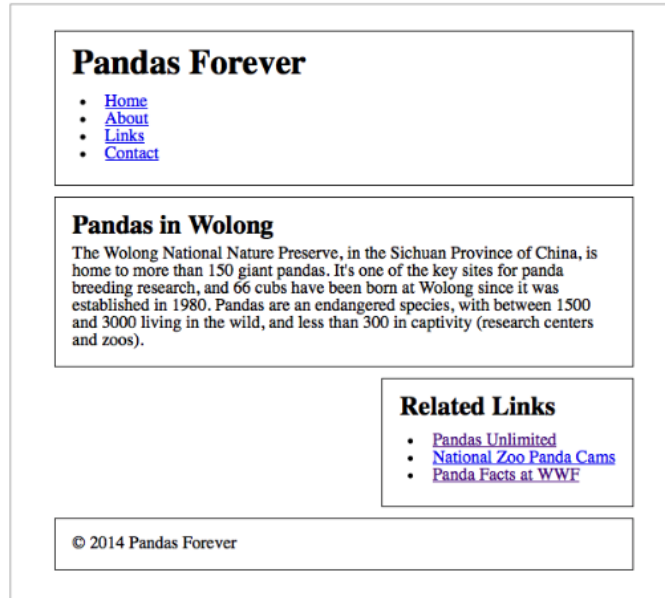 Pandas Forever
Home
About
Links
Contact
Pandas in Wolong
The Wolong National Nature Preserve, in the Sichuan Province of China, is
home to more than 150 giant pandas. It's one of the key sites for panda
breeding research, and 66 cubs have been born at Wolong since it was
established in 1980. Pandas are an endangered species, with between 1500
and 3000 living in the wild, and less than 300 in captivity (research centers
and zoos).
Related Links
Pandas Unlimited
National Zoo Panda Cams
Panda Facts at WWF
© 2014 Pandas Forever